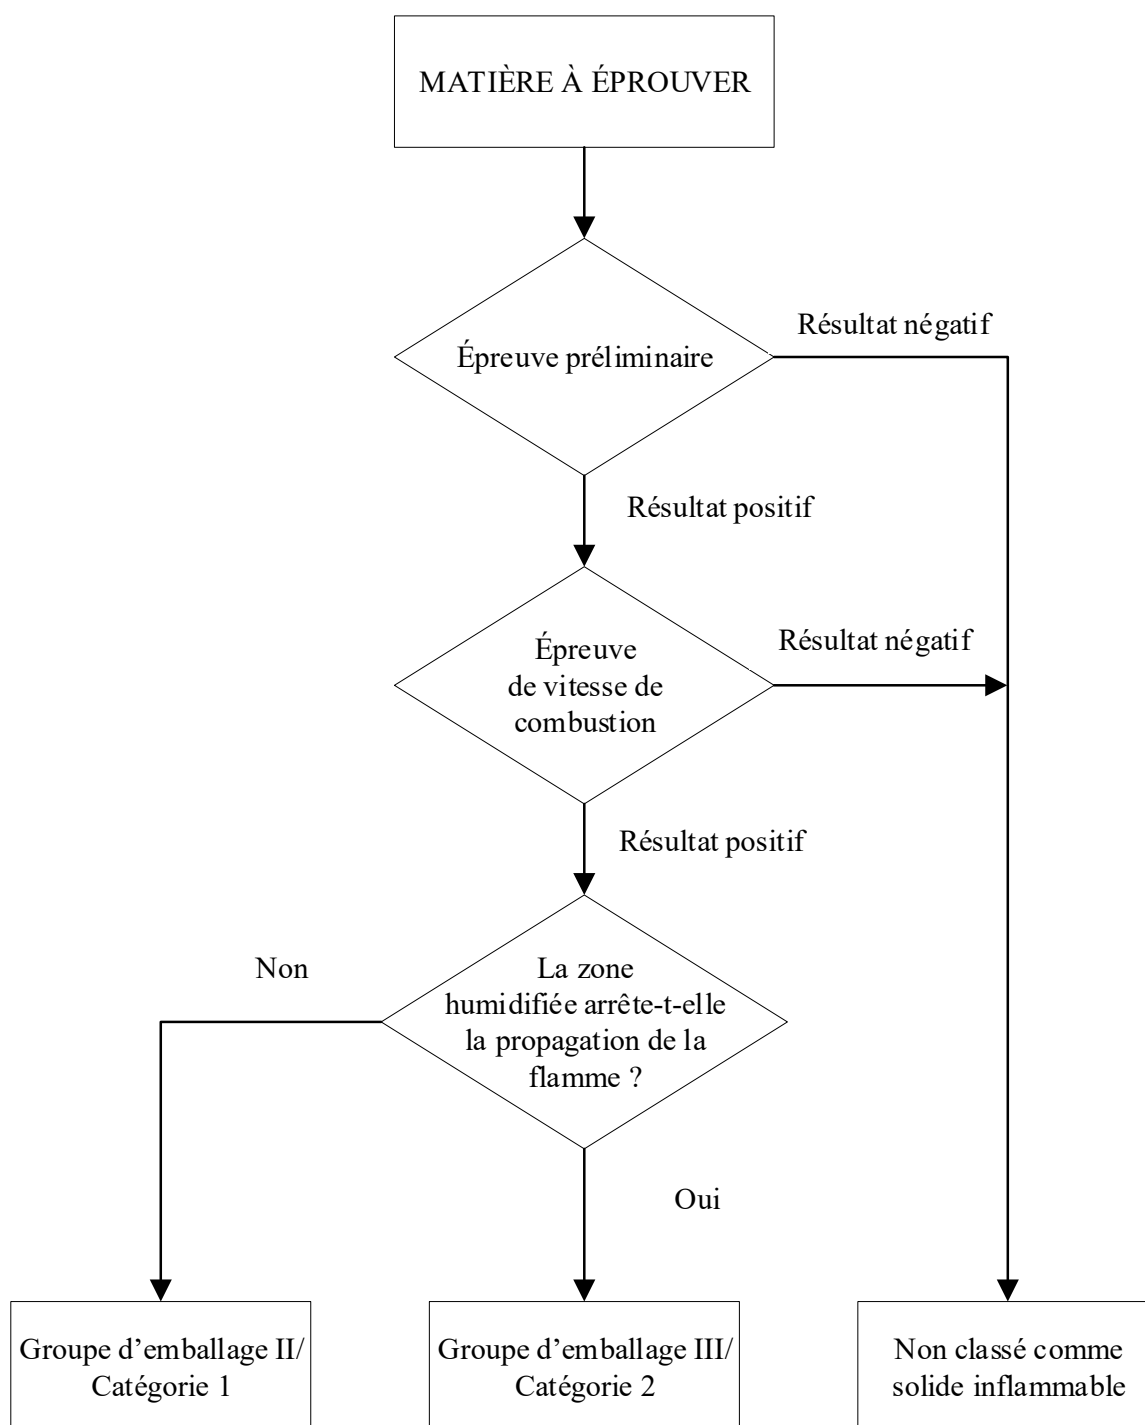 MATIÈRE À ÉPROUVER
Résultat négatif
Épreuve préliminaire
Résultat positif
Résultat négatif
Épreuve
de vitesse de
combustion
Résultat positif
Non
La zone
humidifiée arrête-t-elle
la propagation de la
flamme ?
Oui
Groupe d’emballage II/
Catégorie 1
Groupe d’emballage III/
Catégorie 2
Non classé comme
solide inflammable